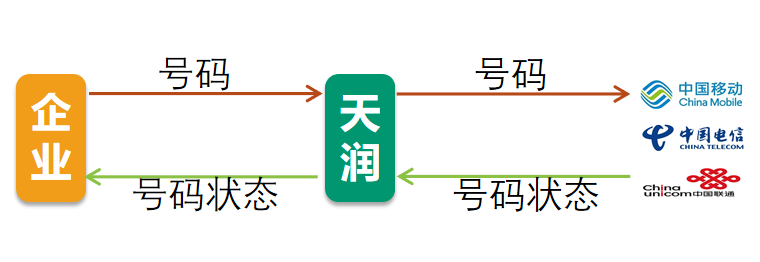 号码
号码
企业
天润
中国移动
China Mobile
中国电信
CHINA TELECOM
China
unicom中国联通
号码状态
号码状态